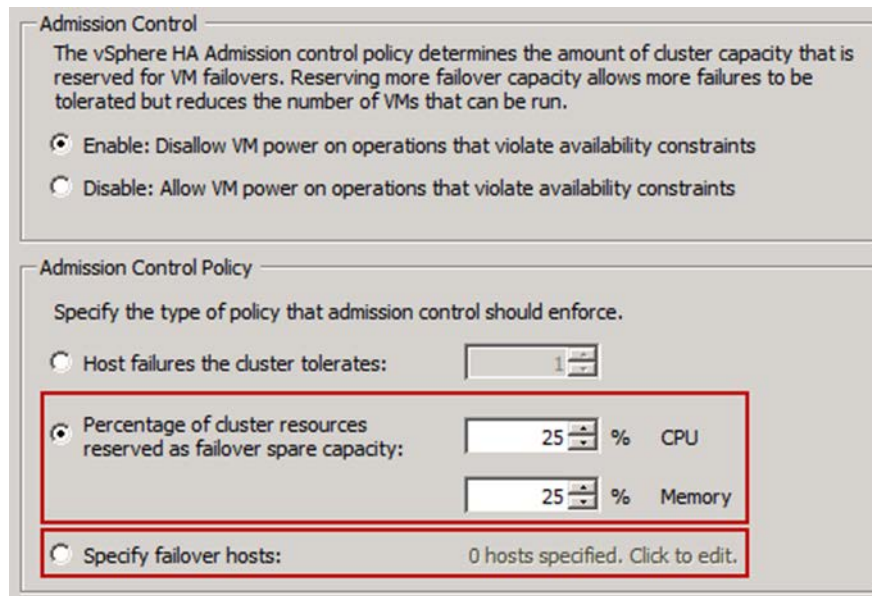 Admission Control
The vSphere HA Admission control policy determines the amount of cluster capacity that is
reserved for VM failovers. Reserving more failover capacity allows more failures to be
tolerated but reduces the number of VMs that can be run.
Enable: Disallow VM power on operations that violate availability constraints
Disable: Allow VM power on operations that violate availability constraints
Admission Control Policy
Specify the type of policy that admission control should enforce.
Host failures the cluster tolerates: 1
Percentage of cluster resources
reserved as failover spare capacity: 25 % CPU
25 % Memory
Specify failover hosts: 0 hosts specified. Click to edit.